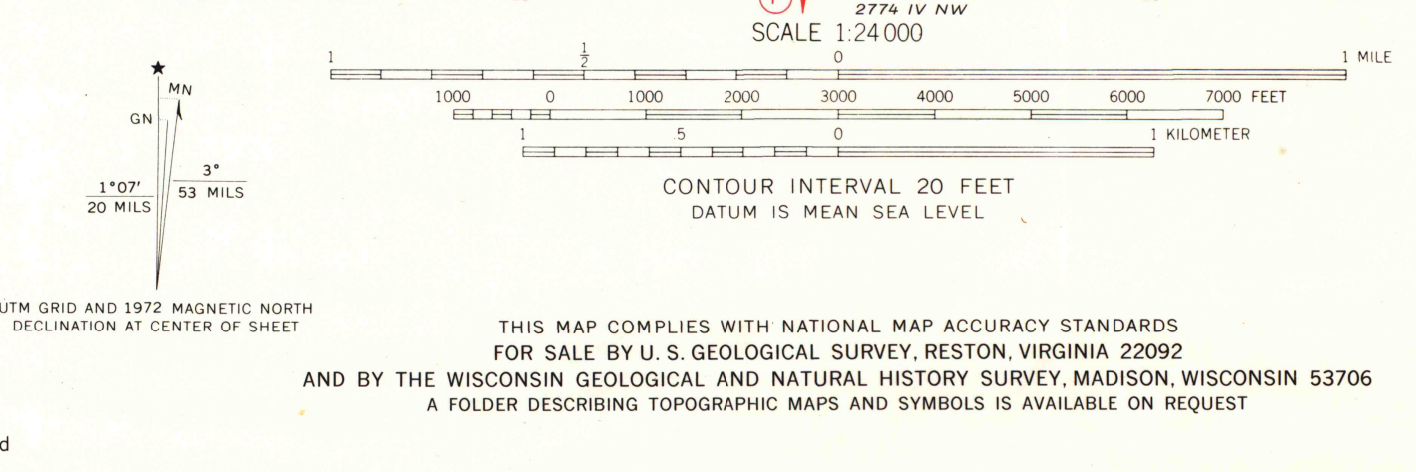 2774 IV NW
SCALE 1:24 000
1 1/2 0 1 MILE
1000 0 1000 2000 3000 4000 5000 6000 7000 FEET
1 .5 0 1 KILOMETER
CONTOUR INTERVAL 20 FEET
DATUM IS MEAN SEA LEVEL
★
MN
GN
3°
53 MILS
1°07′
20 MILS
UTM GRID AND 1972 MAGNETIC NORTH
DECLINATION AT CENTER OF SHEET
THIS MAP COMPLIES WITH NATIONAL MAP ACCURACY STANDARDS
FOR SALE BY U. S. GEOLOGICAL SURVEY, RESTON, VIRGINIA 22092
AND BY THE WISCONSIN GEOLOGICAL AND NATURAL HISTORY SURVEY, MADISON, WISCONSIN 53706
A FOLDER DESCRIBING TOPOGRAPHIC MAPS AND SYMBOLS IS AVAILABLE ON REQUEST